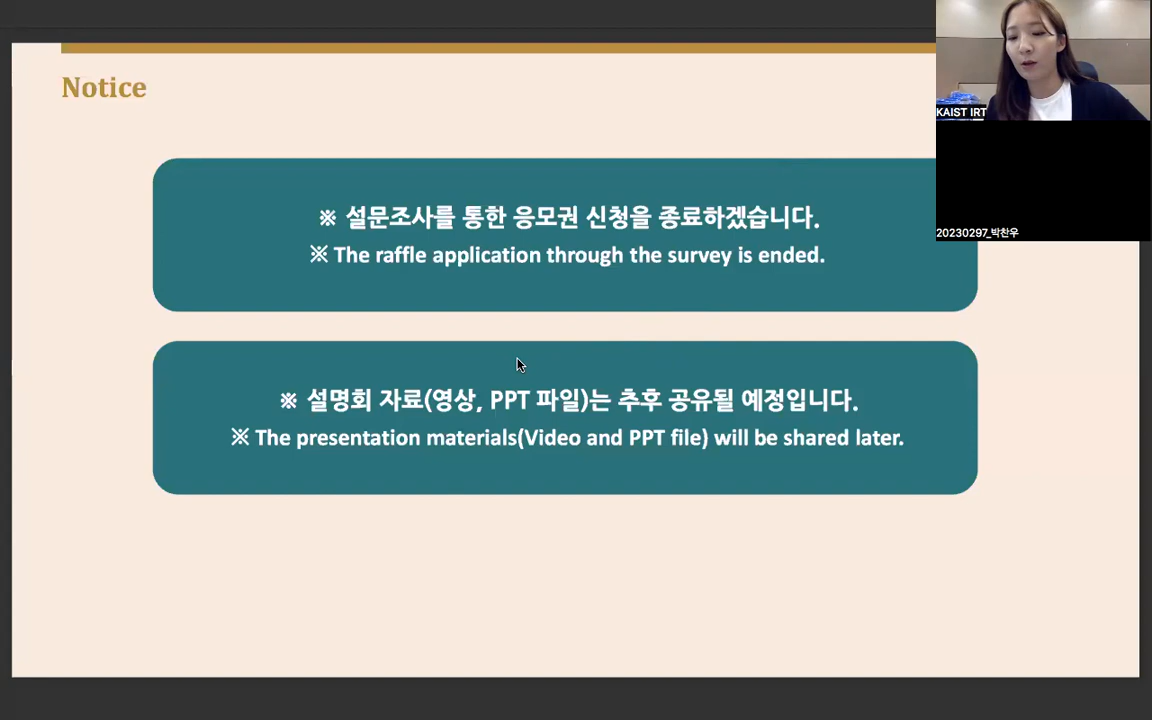 Notice
※ 설문조사를 통한 응모권 신청을 종료하겠습니다.
※ The raffle application through the survey is ended.
※ 설명회 자료(영상, PPT 파일)는 추후 공유될 예정입니다.
※ The presentation materials(Video and PPT file) will be shared later.
KAIST IRT
20230297_박찬우